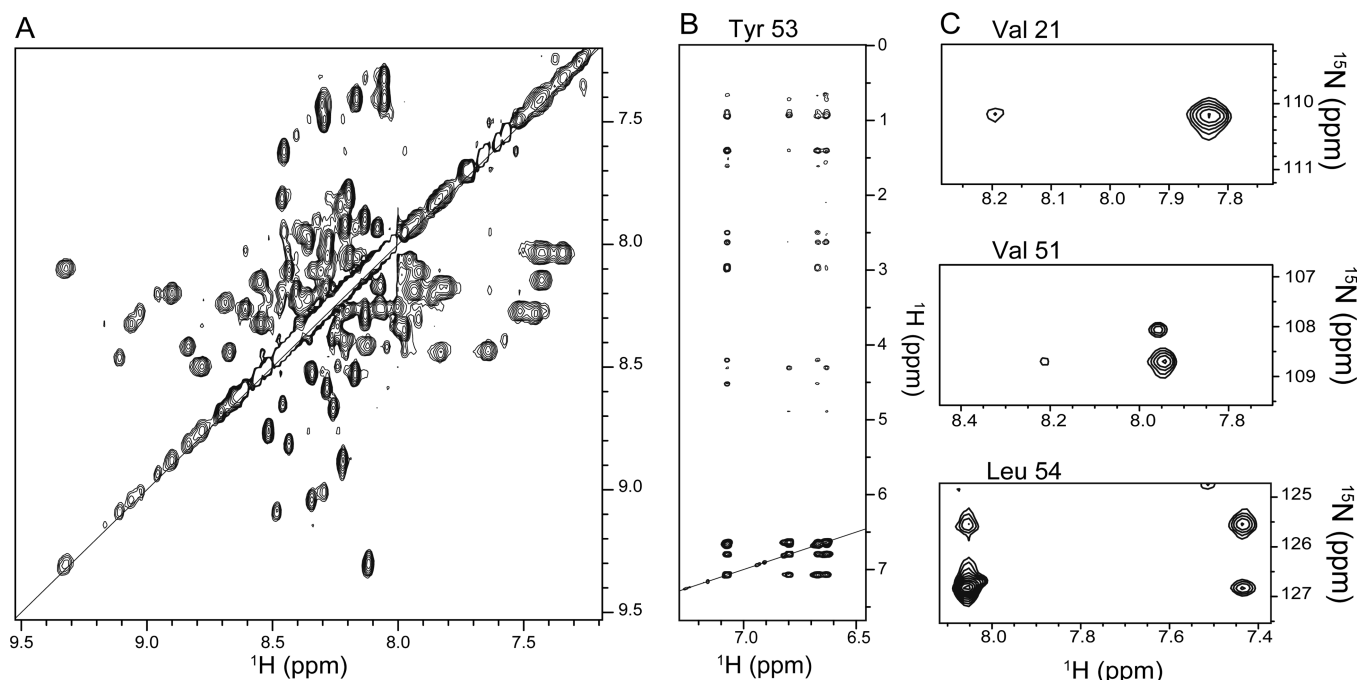 A
7.5
8.0
8.5
9.0
9.5
9.5
9.0
8.5
8.0
7.5
¹H (ppm)
B
Tyr 53
0
1
2
3
4
5
6
7
¹H (ppm)
7.0
6.5
¹H (ppm)
C
Val 21
110
111
¹⁵N (ppm)
8.2
8.1
8.0
7.9
7.8
Val 51
107
108
109
¹⁵N (ppm)
8.4
8.2
8.0
7.8
Leu 54
125
126
127
¹⁵N (ppm)
8.0
7.8
7.6
7.4
¹H (ppm)